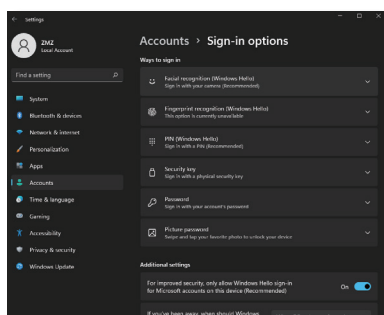 Settings
ZMZ
Local Account
Find a setting
System
Bluetooth & devices
Network & internet
Personalization
Apps
Accounts
Time & language
Gaming
Accessibility
Privacy & security
Windows Update
Accounts > Sign-in options
Ways to sign in
Facial recognition (Windows Hello)
Sign in with your camera (Recommended)
Fingerprint recognition (Windows Hello)
This option is currently unavailable
PIN (Windows Hello)
Sign in with a PIN (Recommended)
Security key
Sign in with a physical security key
Password
Sign in with your account's password
Picture password
Swipe and tap your favorite photo to unlock your device
Additional settings
For improved security, only allow Windows Hello sign-in
for Microsoft accounts on this device (Recommended)
On
If you've been away, when should Windows